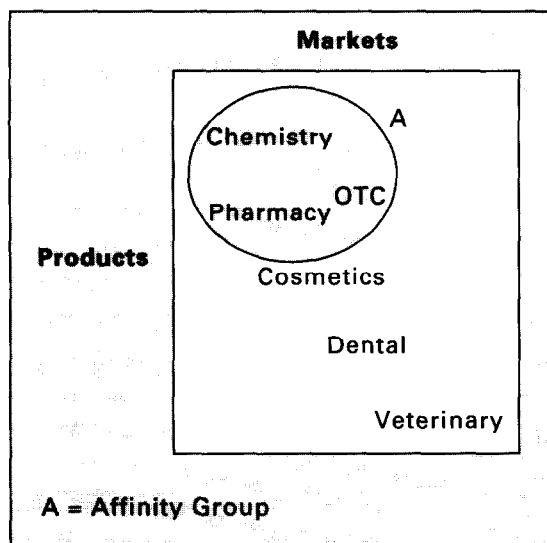 Markets
A
Chemistry
OTC
Pharmacy
Products
Cosmetics
Dental
Veterinary
A = Affinity Group